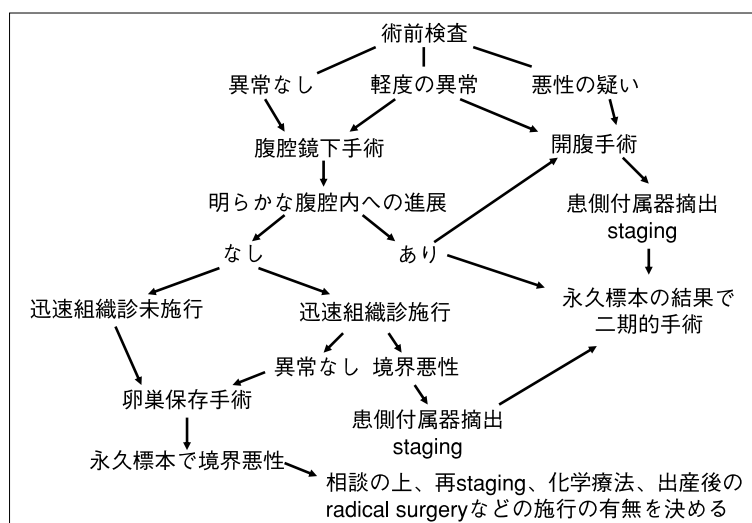 術前検査
異常なし
軽度の異常
悪性の疑い
腹腔鏡下手術
開腹手術
明らかな腹腔内への進展
患側付属器摘出
staging
なし
あり
迅速組織診未施行
迅速組織診施行
永久標本の結果で
二期的手術
異常なし
境界悪性
卵巣保存手術
患側付属器摘出
staging
永久標本で境界悪性
相談の上、再staging、化学療法、出産後の
radical surgeryなどの施行の有無を決める